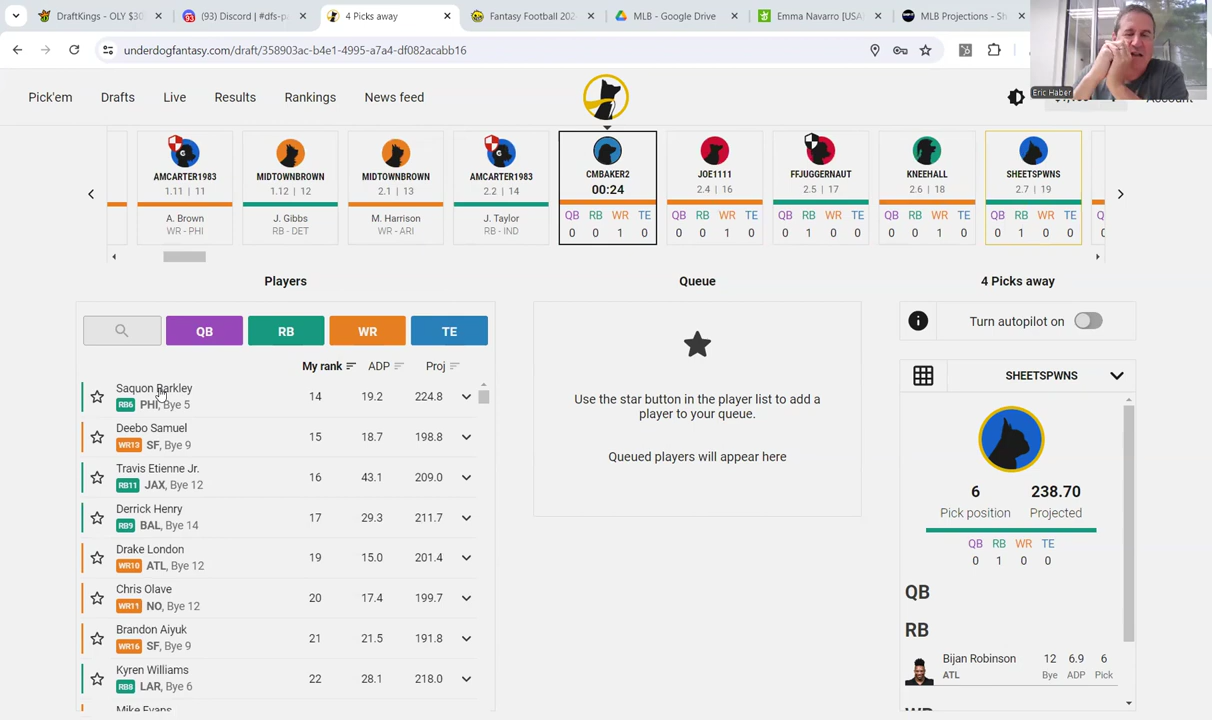 DraftKings - OLY $30
(93) Discord | #dfs-p
4 Picks away
Fantasy Football 202
MLB - Google Drive
Emma Navarro [USA
MLB Projections - Sh
underdogfantasy.com/draft/358903ac-b4e1-4995-a7a4-df082acabb16
Eric Haber
Pick'em
Drafts
Live
Results
Rankings
News feed
Account
AMCARTER1983
1.11 | 11
A. Brown
WR - PHI
MIDTOWNBROWN
1.12 | 12
J. Gibbs
RB - DET
MIDTOWNBROWN
2.1 | 13
M. Harrison
WR - ARI
AMCARTER1983
2.2 | 14
J. Taylor
RB - IND
CMBAKER2
00:24
QB RB WR TE
0 0 1 0
JOE1111
2.4 | 16
QB RB WR TE
0 0 1 0
FFJUGGERNAUT
2.5 | 17
QB RB WR TE
0 1 0 0
KNEEHALL
2.6 | 18
QB RB WR TE
0 0 1 0
SHEETSPWNS
2.7 | 19
QB RB WR TE
0 1 0 0
Players
QB RB WR TE
My rank ADP Proj
Saquon Barkley
RB6 PHI, Bye 5
14 19.2 224.8
Deebo Samuel
WR13 SF, Bye 9
15 18.7 198.8
Travis Etienne Jr.
RB11 JAX, Bye 12
16 43.1 209.0
Derrick Henry
RB9 BAL, Bye 14
17 29.3 211.7
Drake London
WR10 ATL, Bye 12
19 15.0 201.4
Chris Olave
WR11 NO, Bye 12
20 17.4 199.7
Brandon Aiyuk
WR16 SF, Bye 9
21 21.5 191.8
Kyren Williams
RB8 LAR, Bye 6
22 28.1 218.0
Mike Evans
Queue
Use the star button in the player list to add a
player to your queue.
Queued players will appear here
4 Picks away
Turn autopilot on
SHEETSPWNS
6 238.70
Pick position Projected
QB RB WR TE
0 1 0 0
QB
RB
Bijan Robinson 12 6.9 6
ATL Bye ADP Pick